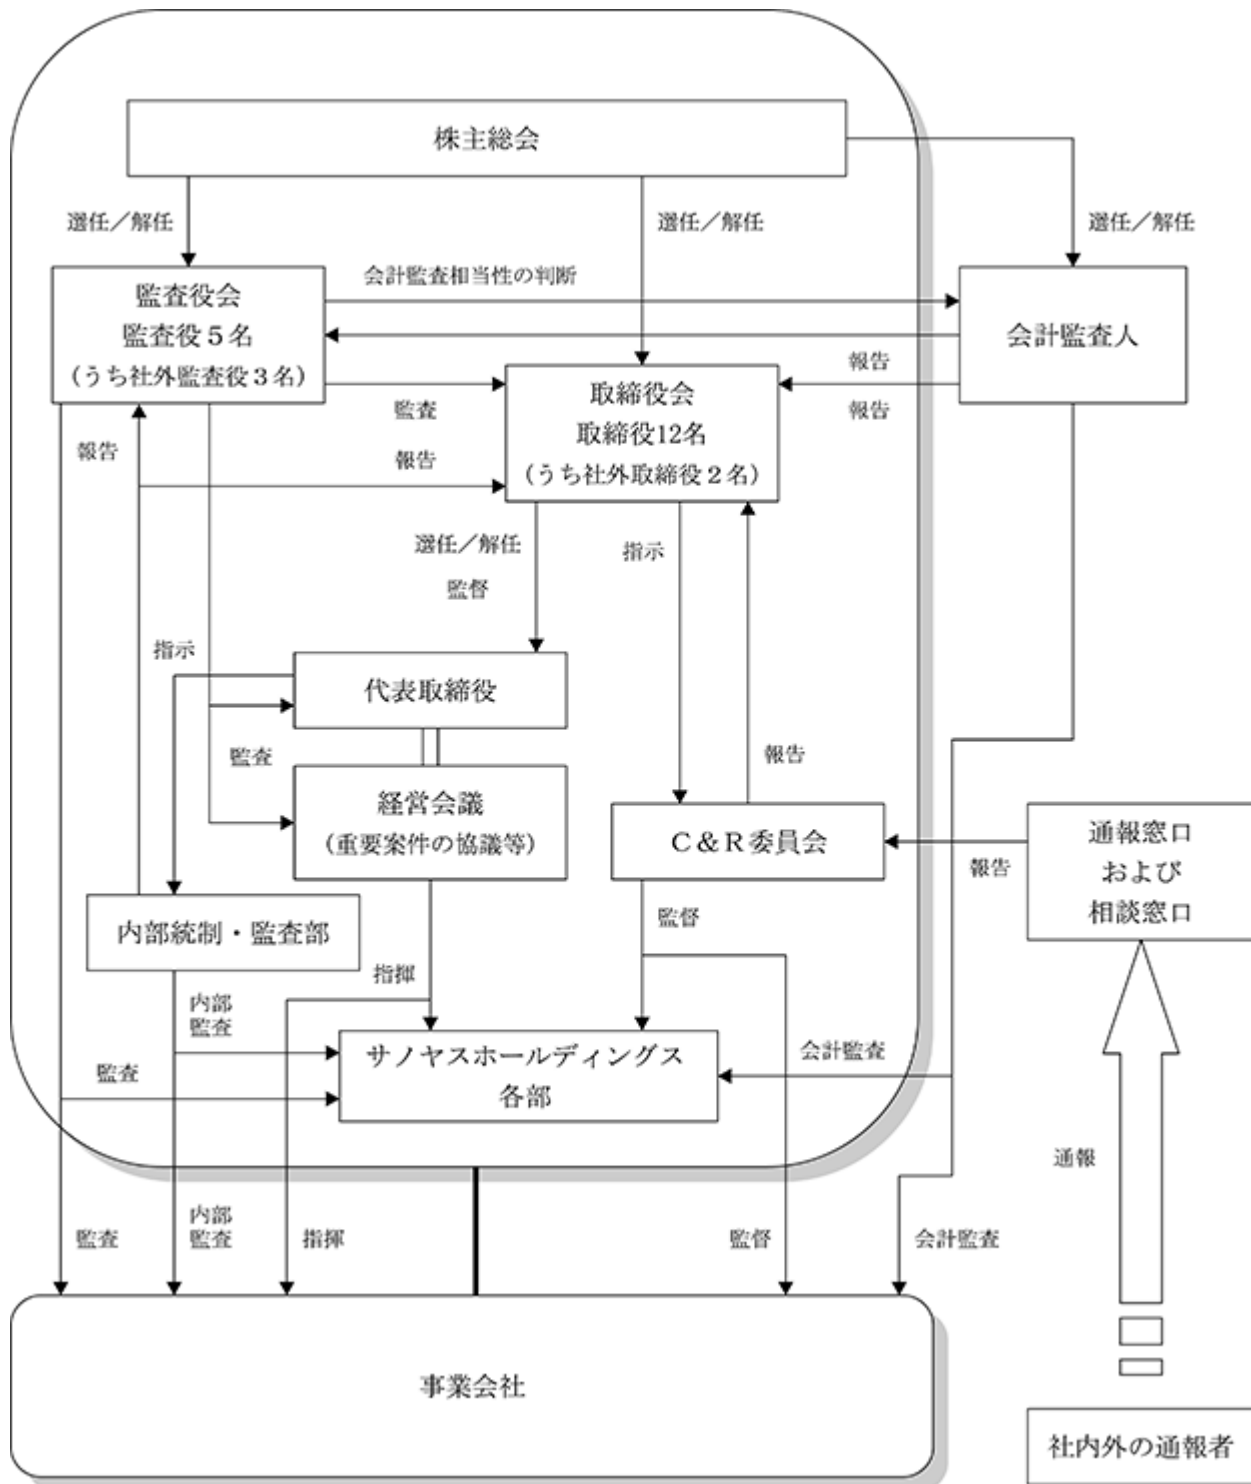 株主総会
選任／解任
選任／解任
選任／解任
監査役会
監査役５名
（うち社外監査役３名）
会計監査相当性の判断
会計監査人
報告
報告
監査
取締役会
取締役12名
（うち社外取締役２名）
報告
報告
選任／解任
監督
指示
指示
代表取締役
監査
経営会議
（重要案件の協議等）
報告
Ｃ＆Ｒ委員会
報告
通報窓口
および
相談窓口
内部統制・監査部
監督
指揮
内部
監査
監査
サノヤスホールディングス
各部
会計監査
通報
監査
内部
監査
指揮
監督
会計監査
事業会社
社内外の通報者